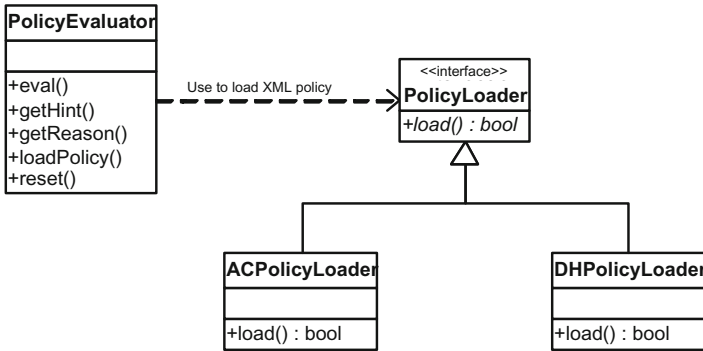 PolicyEvaluator
+eval()
+getHint()
+getReason()
+loadPolicy()
+reset()
Use to load XML policy
<<interface>>
PolicyLoader
+load() : bool
ACPolicyLoader
+load() : bool
DHPolicyLoader
+load() : bool